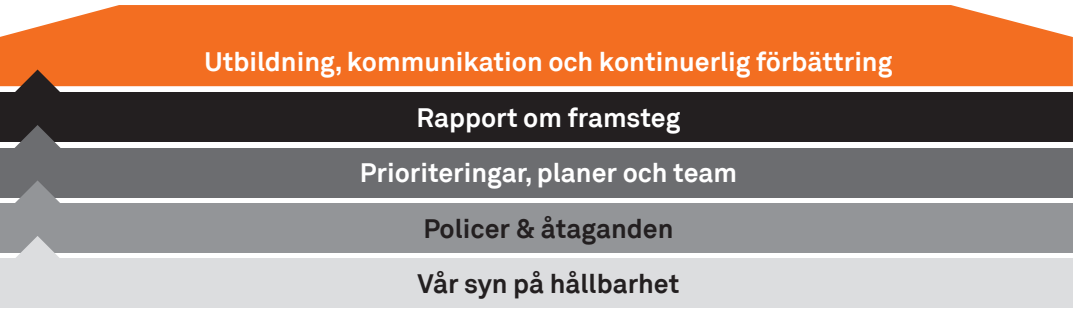 Utbildning, kommunikation och kontinuerlig förbättring
Rapport om framsteg
Prioriteringar, planer och team
Policer & åtaganden
Vår syn på hållbarhet